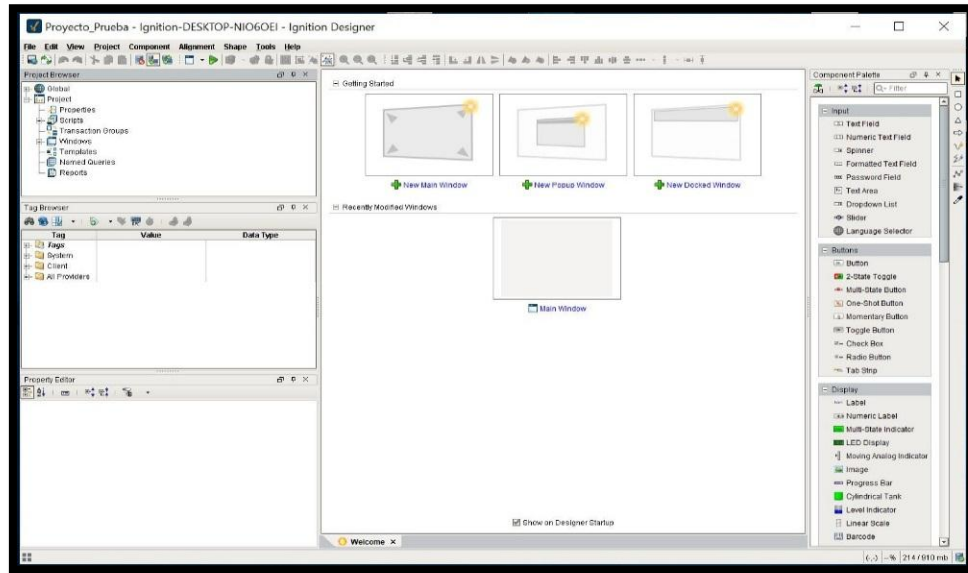 Proyecto_Prueba - Ignition-DESKTOP-NIO6OEI - Ignition Designer
File Edit View Project Component Alignment Shape Tools Help
Project Browser
Global
Project
Properties
Scripts
Transaction Groups
Windows
Templates
Named Queries
Reports
Tag Browser
Tag Value Data Type
Tags
System
Client
All Providers
Property Editor
Getting Started
New Main Window New Popup Window New Docked Window
Recently Modified Windows
Main Window
Show on Designer Startup
Welcome
Component Palette
Filter
Input
Text Field
Numeric Text Field
Spinner
Formatted Text Field
Password Field
Text Area
Dropdown List
Slider
Language Selector
Buttons
Button
2-State Toggle
Multi-State Button
One-Shot Button
Momentary Button
Toggle Button
Check Box
Radio Button
Tab Strip
Display
Label
Numeric Label
Multi-State Indicator
LED Display
Moving Analog Indicator
Image
Progress Bar
Cylindrical Tank
Level Indicator
Linear Scale
Barcode
(-,-) --% 214 / 910 mb